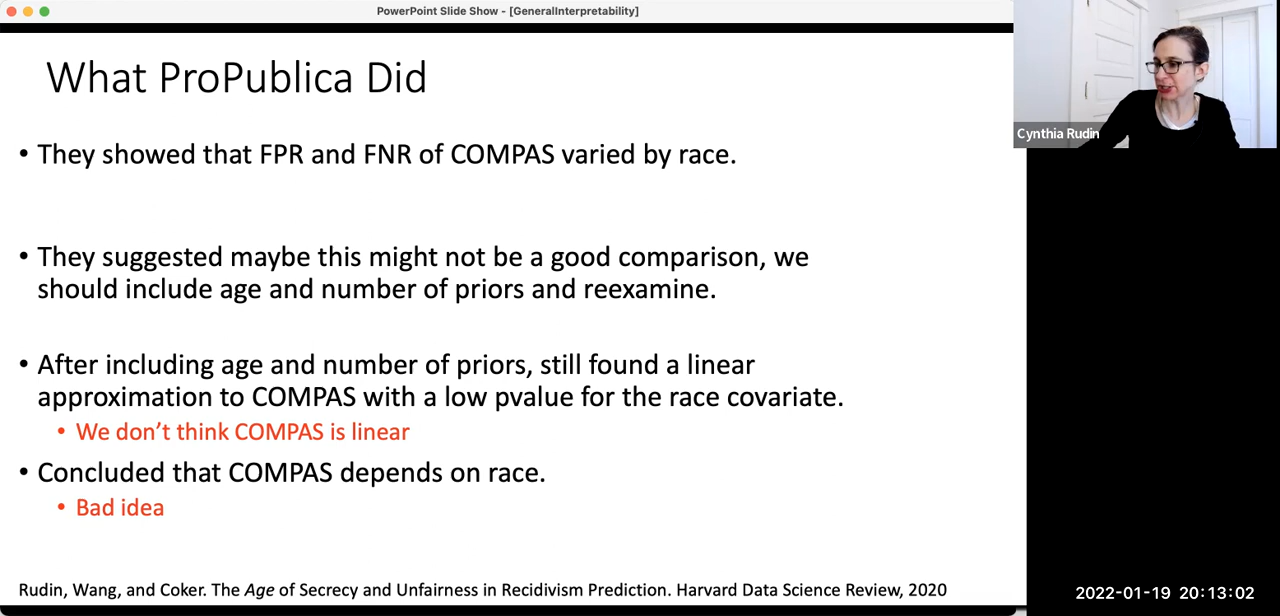 PowerPoint Slide Show - [GeneralInterpretability]
What ProPublica Did
• They showed that FPR and FNR of COMPAS varied by race.
• They suggested maybe this might not be a good comparison, we
should include age and number of priors and reexamine.
• After including age and number of priors, still found a linear
approximation to COMPAS with a low pvalue for the race covariate.
• We don't think COMPAS is linear
• Concluded that COMPAS depends on race.
• Bad idea
Rudin, Wang, and Coker. The Age of Secrecy and Unfairness in Recidivism Prediction. Harvard Data Science Review, 2020
Cynthia Rudin
2022-01-19 20:13:02